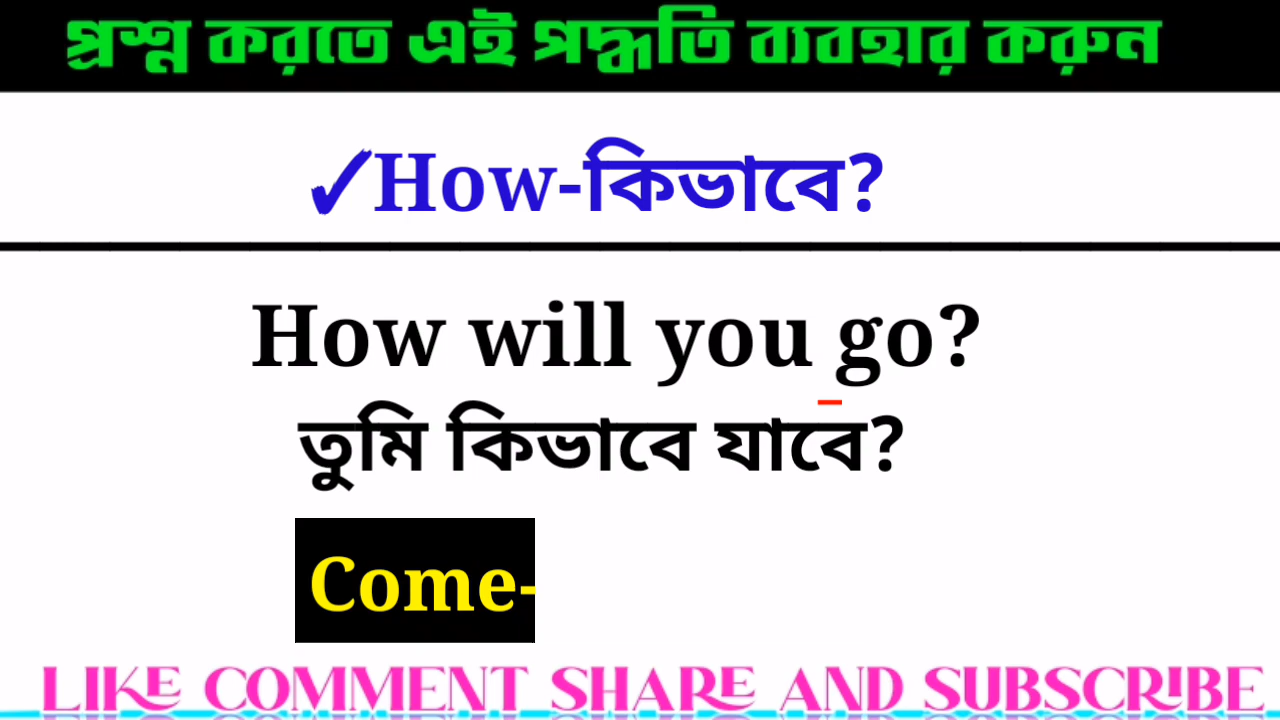 প্রশ্ন করতে এই পদ্ধতি ব্যবহার করুন
✓How-কিভাবে?
How will you go?
তুমি কিভাবে যাবে?
Come-
LIKE COMMENT SHARE AND SUBSCRIBE